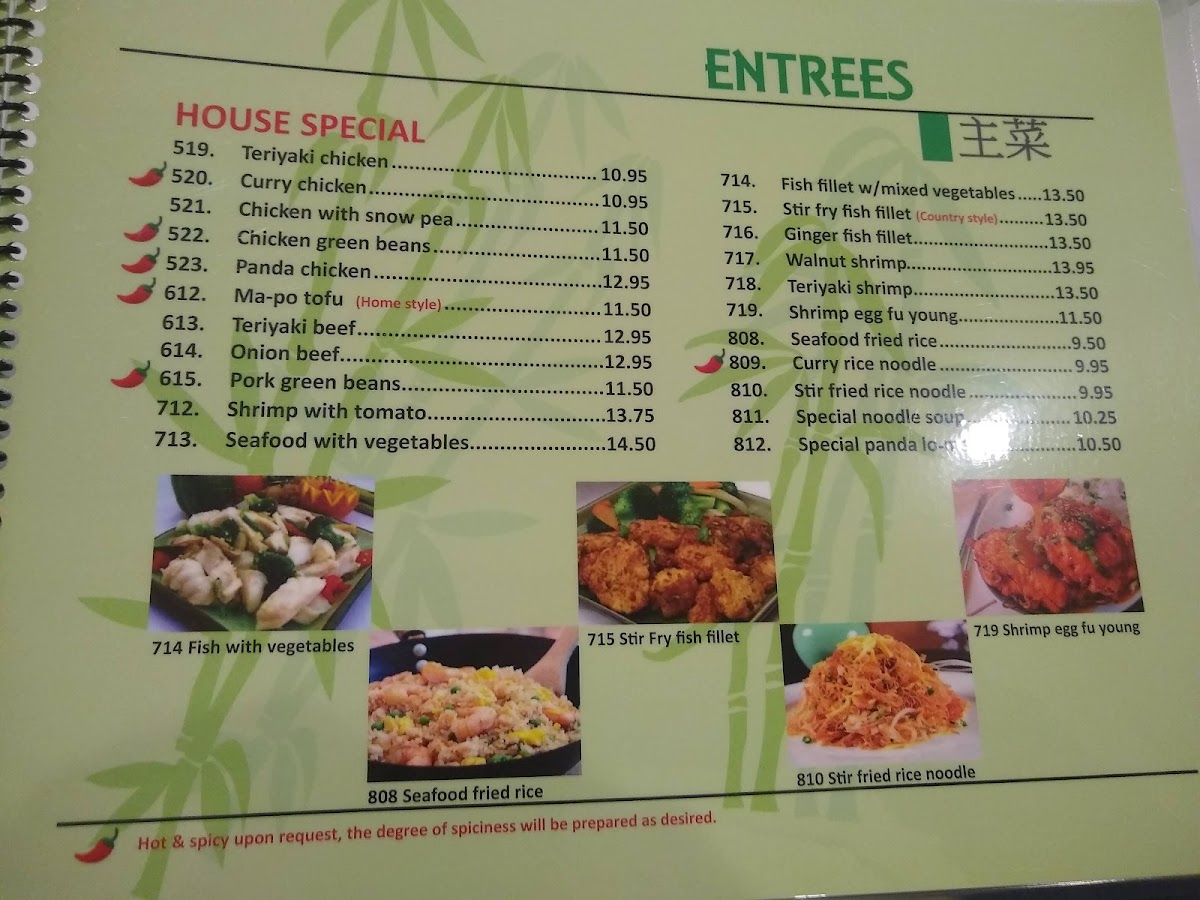 ENTREES
主菜
HOUSE SPECIAL
519. Teriyaki chicken 10.95
520. Curry chicken 10.95
521. Chicken with snow pea 11.50
522. Chicken green beans 11.50
523. Panda chicken 12.95
612. Ma-po tofu (Home style) 11.50
613. Teriyaki beef 12.95
614. Onion beef 12.95
615. Pork green beans 11.50
712. Shrimp with tomato 13.75
713. Seafood with vegetables 14.50
714. Fish fillet w/mixed vegetables 13.50
715. Stir fry fish fillet (Country style) 13.50
716. Ginger fish fillet 13.50
717. Walnut shrimp 13.95
718. Teriyaki shrimp 13.50
719. Shrimp egg fu young 11.50
808. Seafood fried rice 9.50
809. Curry rice noodle 9.95
810. Stir fried rice noodle 9.95
811. Special noodle soup 10.25
812. Special panda 10.50
714 Fish with vegetables
715 Stir Fry fish fillet
719 Shrimp egg fu young
808 Seafood fried rice
810 Stir fried rice noodle
Hot & spicy upon request, the degree of spiciness will be prepared as desired.